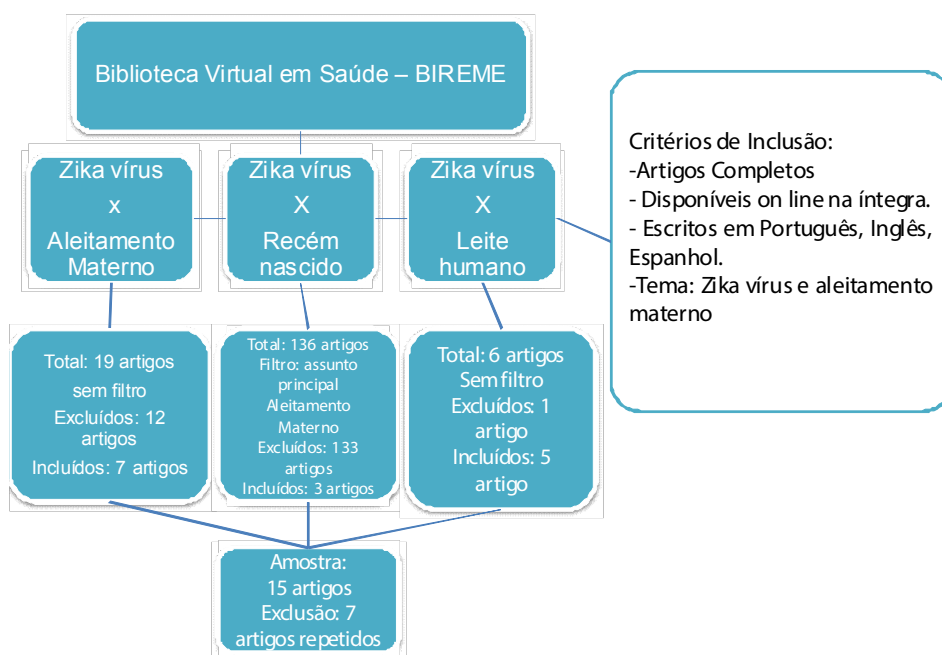 Biblioteca Virtual em Saúde – BIREME
Zika vírus
x
Aleitamento
Materno
Zika vírus
X
Recém
nascido
Zika vírus
X
Leite
humano
Critérios de Inclusão:
-Artigos Completos
- Disponíveis on line na íntegra.
- Escritos em Português, Inglês,
Espanhol.
-Tema: Zika vírus e aleitamento
materno
Total: 19 artigos
sem filtro
Excluídos: 12
artigos
Incluídos: 7 artigos
Total: 136 artigos
Filtro: assunto
principal
Aleitamento
Materno
Excluídos: 133
artigos
Incluídos: 3 artigos
Total: 6 artigos
Sem filtro
Excluídos: 1
artigo
Incluídos: 5
artigo
Amostra:
15 artigos
Exclusão: 7
artigos repetidos